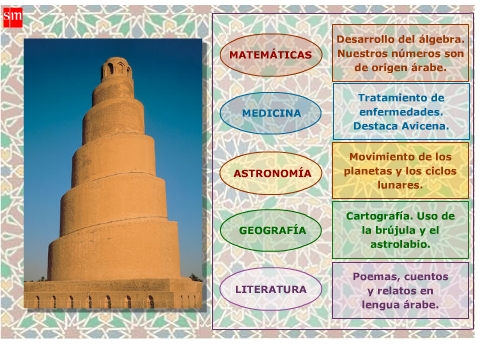 sm
MATEMÁTICAS
Desarrollo del álgebra.
Nuestros números son
de origen árabe.
MEDICINA
Tratamiento de
enfermedades.
Destaca Avicena.
ASTRONOMÍA
Movimiento de los
planetas y los ciclos
lunares.
GEOGRAFÍA
Cartografía. Uso de
la brújula y el
astrolabio.
LITERATURA
Poemas, cuentos
y relatos en
lengua árabe.